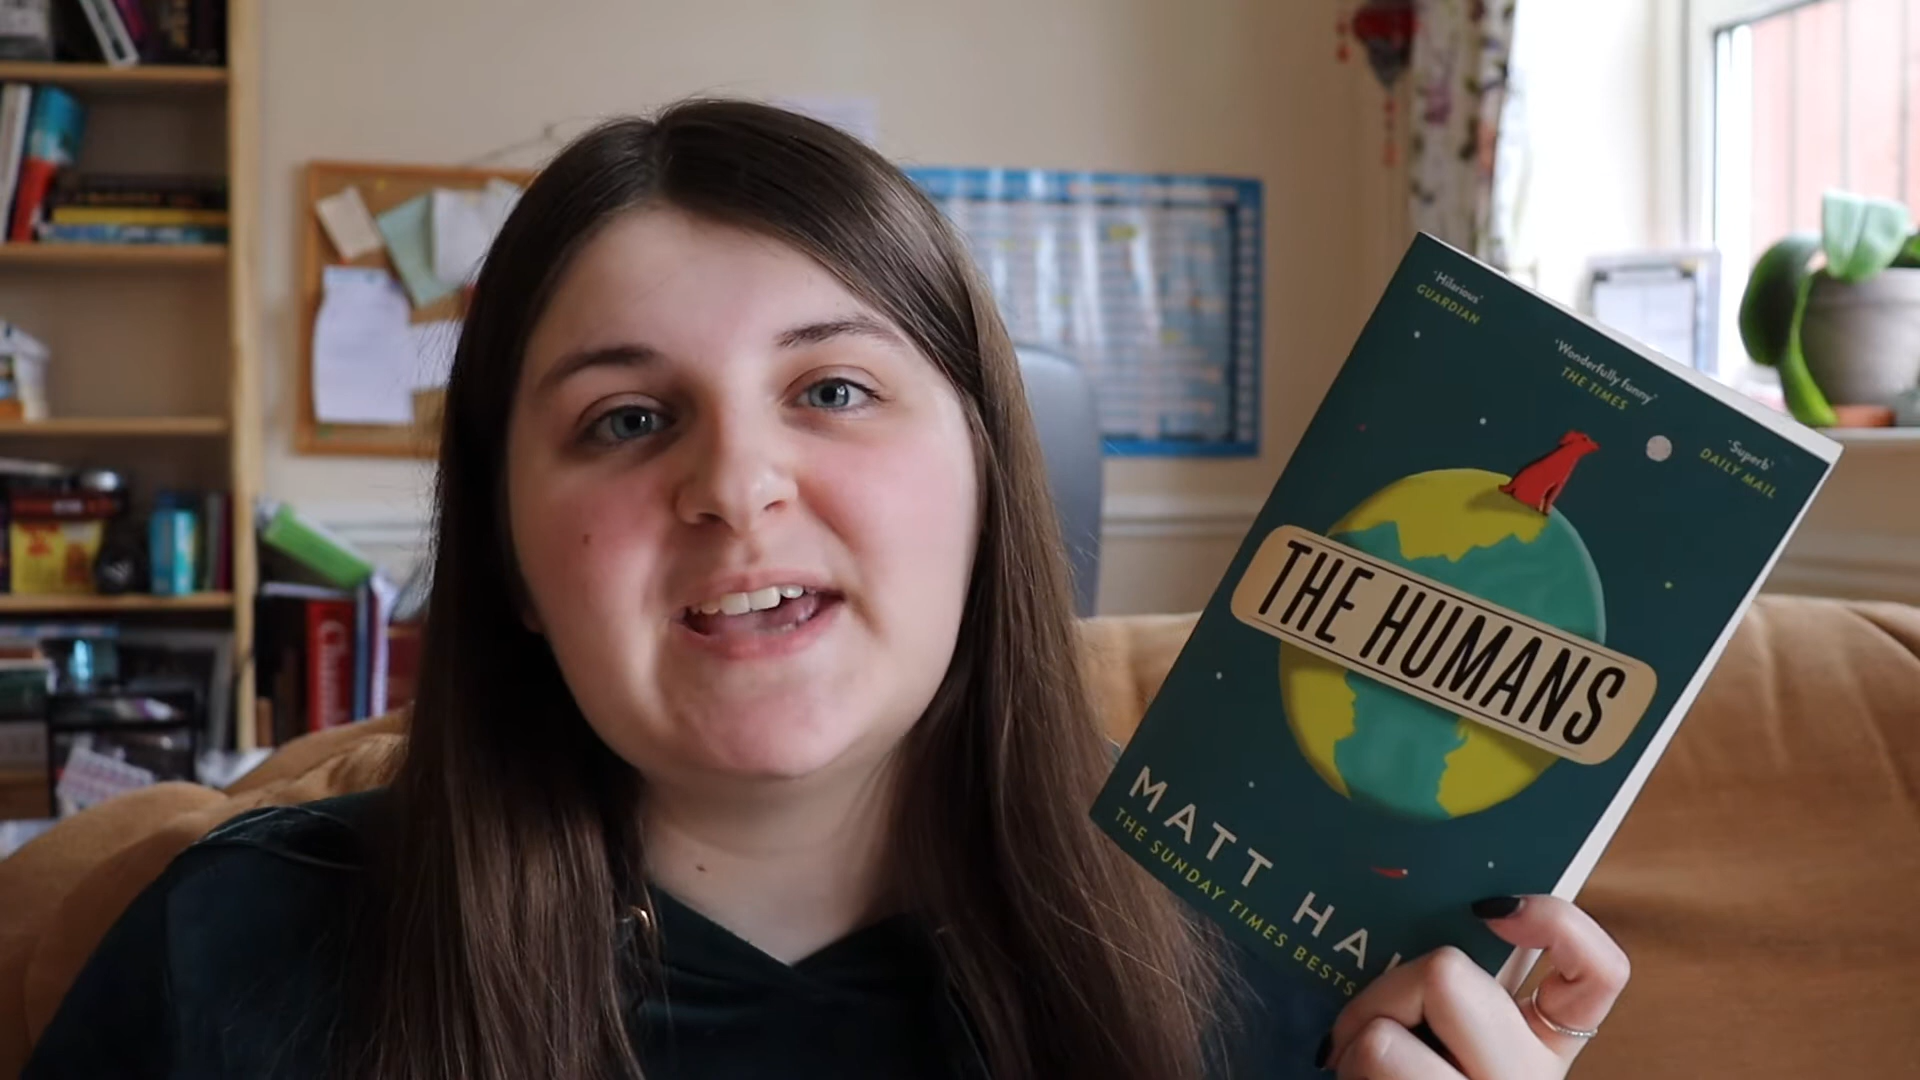 'Hilarious'
GUARDIAN
'Wonderfully funny'
THE TIMES
'Superb'
DAILY MAIL
THE HUMANS
MATT HA
THE SUNDAY TIMES BESTS